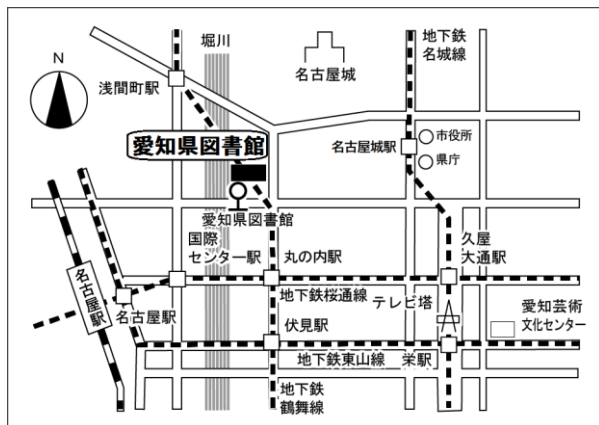 堀川
地下鉄
名城線
N
名古屋城
浅間町駅
市役所
愛知県図書館
名古屋城駅
県庁
愛知県図書館
国際
センター駅
丸の内駅
久屋
大通駅
名古屋駅
名古屋駅
地下鉄桜通線
テレビ塔
愛知芸術
文化センター
伏見駅
地下鉄東山線
栄駅
地下鉄
鶴舞線